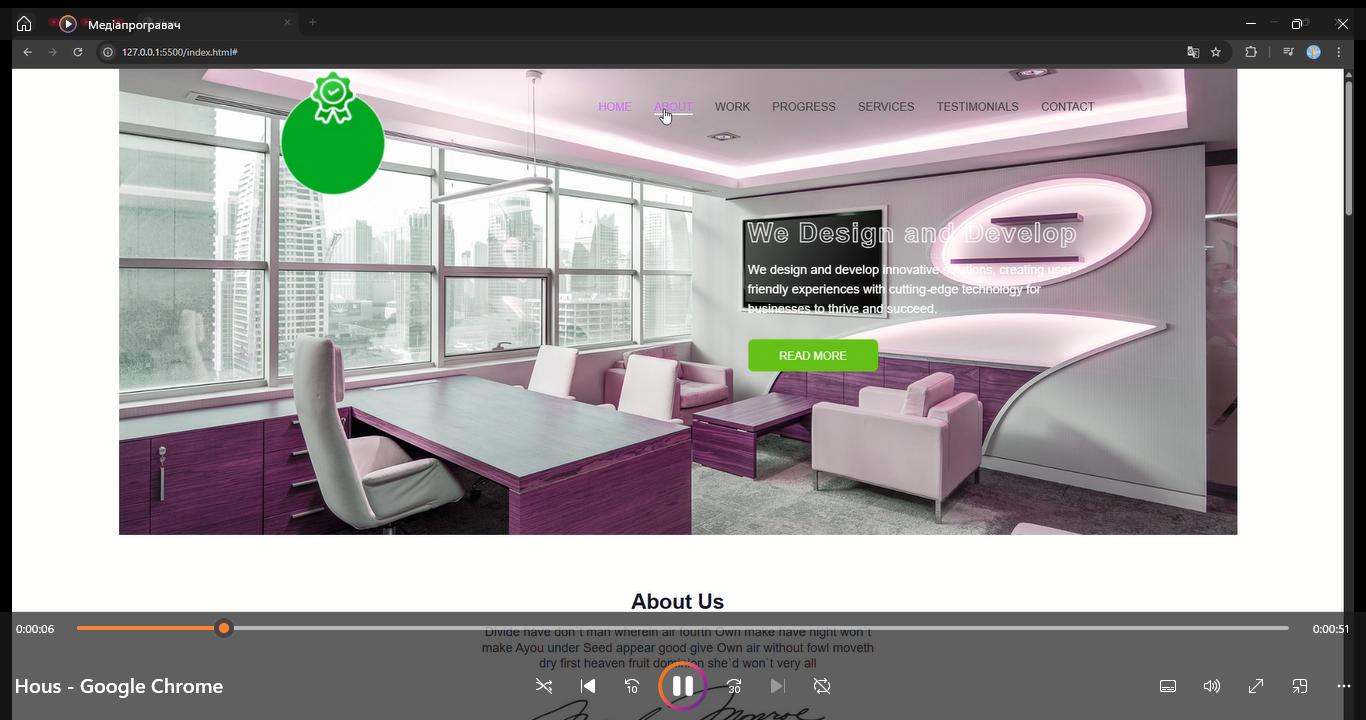 Медіапрогравач
127.0.0.1:5500/index.html#
HOME ABOUT WORK PROGRESS SERVICES TESTIMONIALS CONTACT
We Design and Develop
We design and develop innovative solutions, creating user
friendly experiences with cutting-edge technology for
businesses to thrive and succeed.
READ MORE
About Us
0:00:06
0:00:51
Divide have don`t man wherein air fourth Own make have night won`t
make Ayou under Seed appear good give Own air without fowl moveth
dry first heaven fruit dominion she`d won`t very all
Hous - Google Chrome
10
30